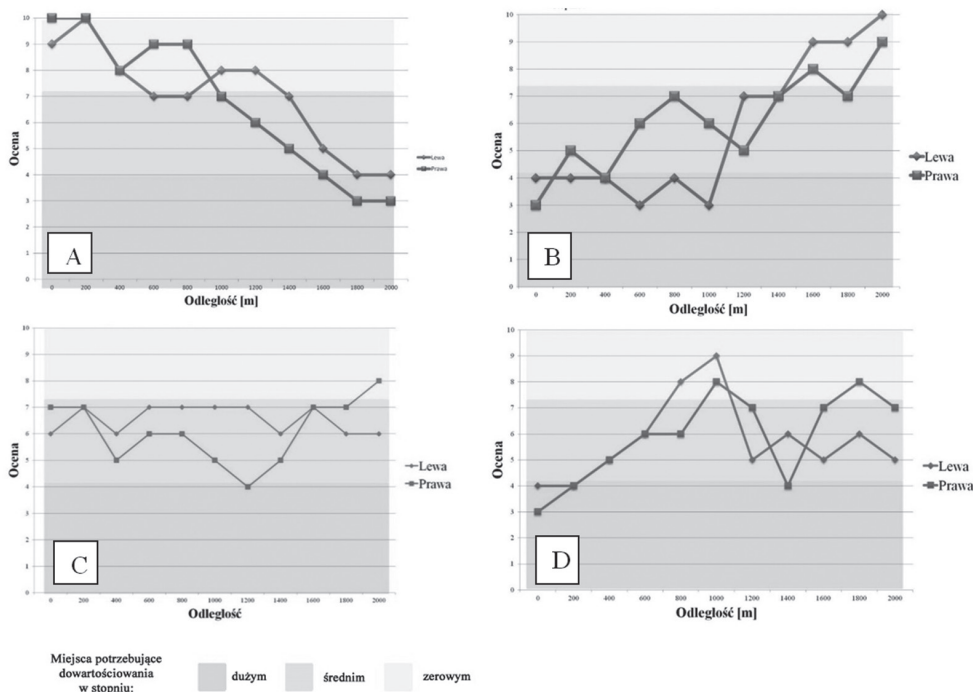 10
9
8
7
6
5
4
3
2
1
0
Ocena
0 200 400 600 800 1000 1200 1400 1600 1800 2000
Odległość [m]
Lewa
Prawa
A
10
9
8
7
6
5
4
3
2
1
0
Ocena
0 200 400 600 800 1000 1200 1400 1600 1800 2000
Odległość [m]
Lewa
Prawa
B
10
9
8
7
6
5
4
3
2
1
0
Ocena
0 200 400 600 800 1000 1200 1400 1600 1800 2000
Odległość
Lewa
Prawa
C
10
9
8
7
6
5
4
3
2
1
0
Ocena
0 200 400 600 800 1000 1200 1400 1600 1800 2000
Odległość [m]
Lewa
Prawa
D
Miejsca potrzebujące
dowartościowania
w stopniu:
dużym średnim zerowym